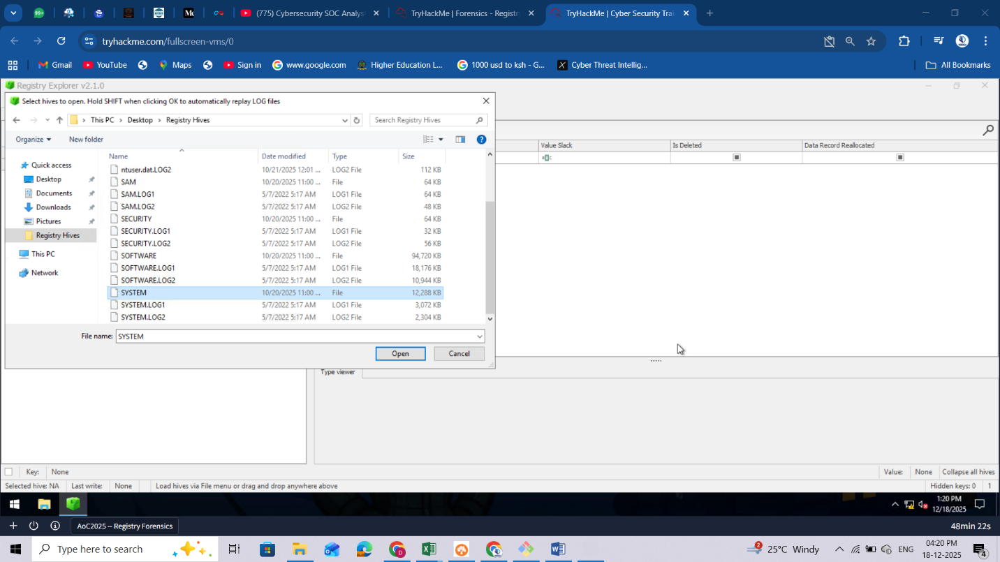 99+
(775) Cybersecurity SOC Analys
TryHackMe | Forensics - Registr
TryHackMe | Cyber Security Trai
tryhackme.com/fullscreen-vms/0
Gmail
YouTube
Maps
Sign in
www.google.com
Higher Education L...
1000 usd to ksh - G...
Cyber Threat Intellig...
All Bookmarks
Registry Explorer v2.1.0
Select hives to open. Hold SHIFT when clicking OK to automatically replay LOG files
This PC > Desktop > Registry Hives
Search Registry Hives
Organize
New folder
Name Date modified Type Size
Quick access
Desktop
Documents
Downloads
Pictures
Registry Hives
This PC
Network
ntuser.dat.LOG2 10/21/2025 12:01 ... LOG2 File 112 KB
SAM 10/20/2025 11:00 ... File 64 KB
SAM.LOG1 5/7/2022 5:17 AM LOG1 File 64 KB
SAM.LOG2 5/7/2022 5:17 AM LOG2 File 48 KB
SECURITY 10/20/2025 11:00 ... File 64 KB
SECURITY.LOG1 5/7/2022 5:17 AM LOG1 File 32 KB
SECURITY.LOG2 5/7/2022 5:17 AM LOG2 File 56 KB
SOFTWARE 10/20/2025 11:00 ... File 94,720 KB
SOFTWARE.LOG1 5/7/2022 5:17 AM LOG1 File 18,176 KB
SOFTWARE.LOG2 5/7/2022 5:17 AM LOG2 File 10,944 KB
SYSTEM 10/20/2025 11:00 ... File 12,288 KB
SYSTEM.LOG1 5/7/2022 5:17 AM LOG1 File 3,072 KB
SYSTEM.LOG2 5/7/2022 5:17 AM LOG2 File 2,304 KB
File name: SYSTEM
Open
Cancel
Value Slack
Is Deleted
Data Record Reallocated
Type viewer
Key: None
Value: None Collapse all hives
Selected hive: NA Last write: None Load hives via File menu or drag and drop anywhere above
Hidden keys: 0 1
1:20 PM
12/18/2025
AoC2025 -- Registry Forensics
48min 22s
Type here to search
2
25°C Windy
ENG
04:20 PM
18-12-2025
4